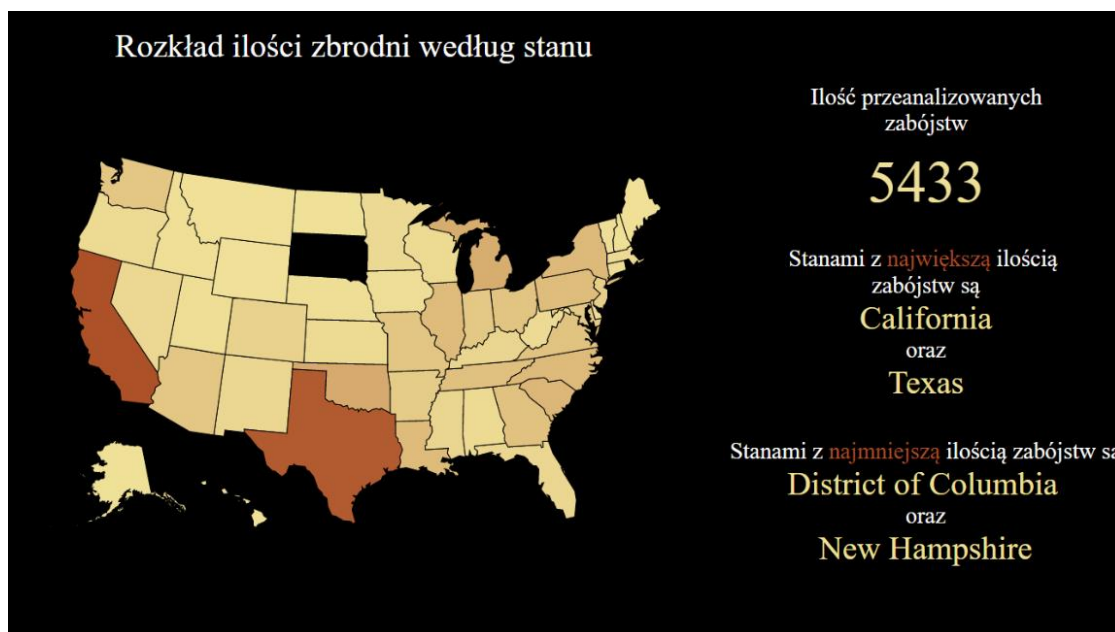 Rozkład ilości zbrodni według stanu
Ilość przeanalizowanych
zabójstw
5433
Stanami z największą ilością
zabójstw są
California
oraz
Texas
Stanami z najmniejszą ilością zabójstw są
District of Columbia
oraz
New Hampshire